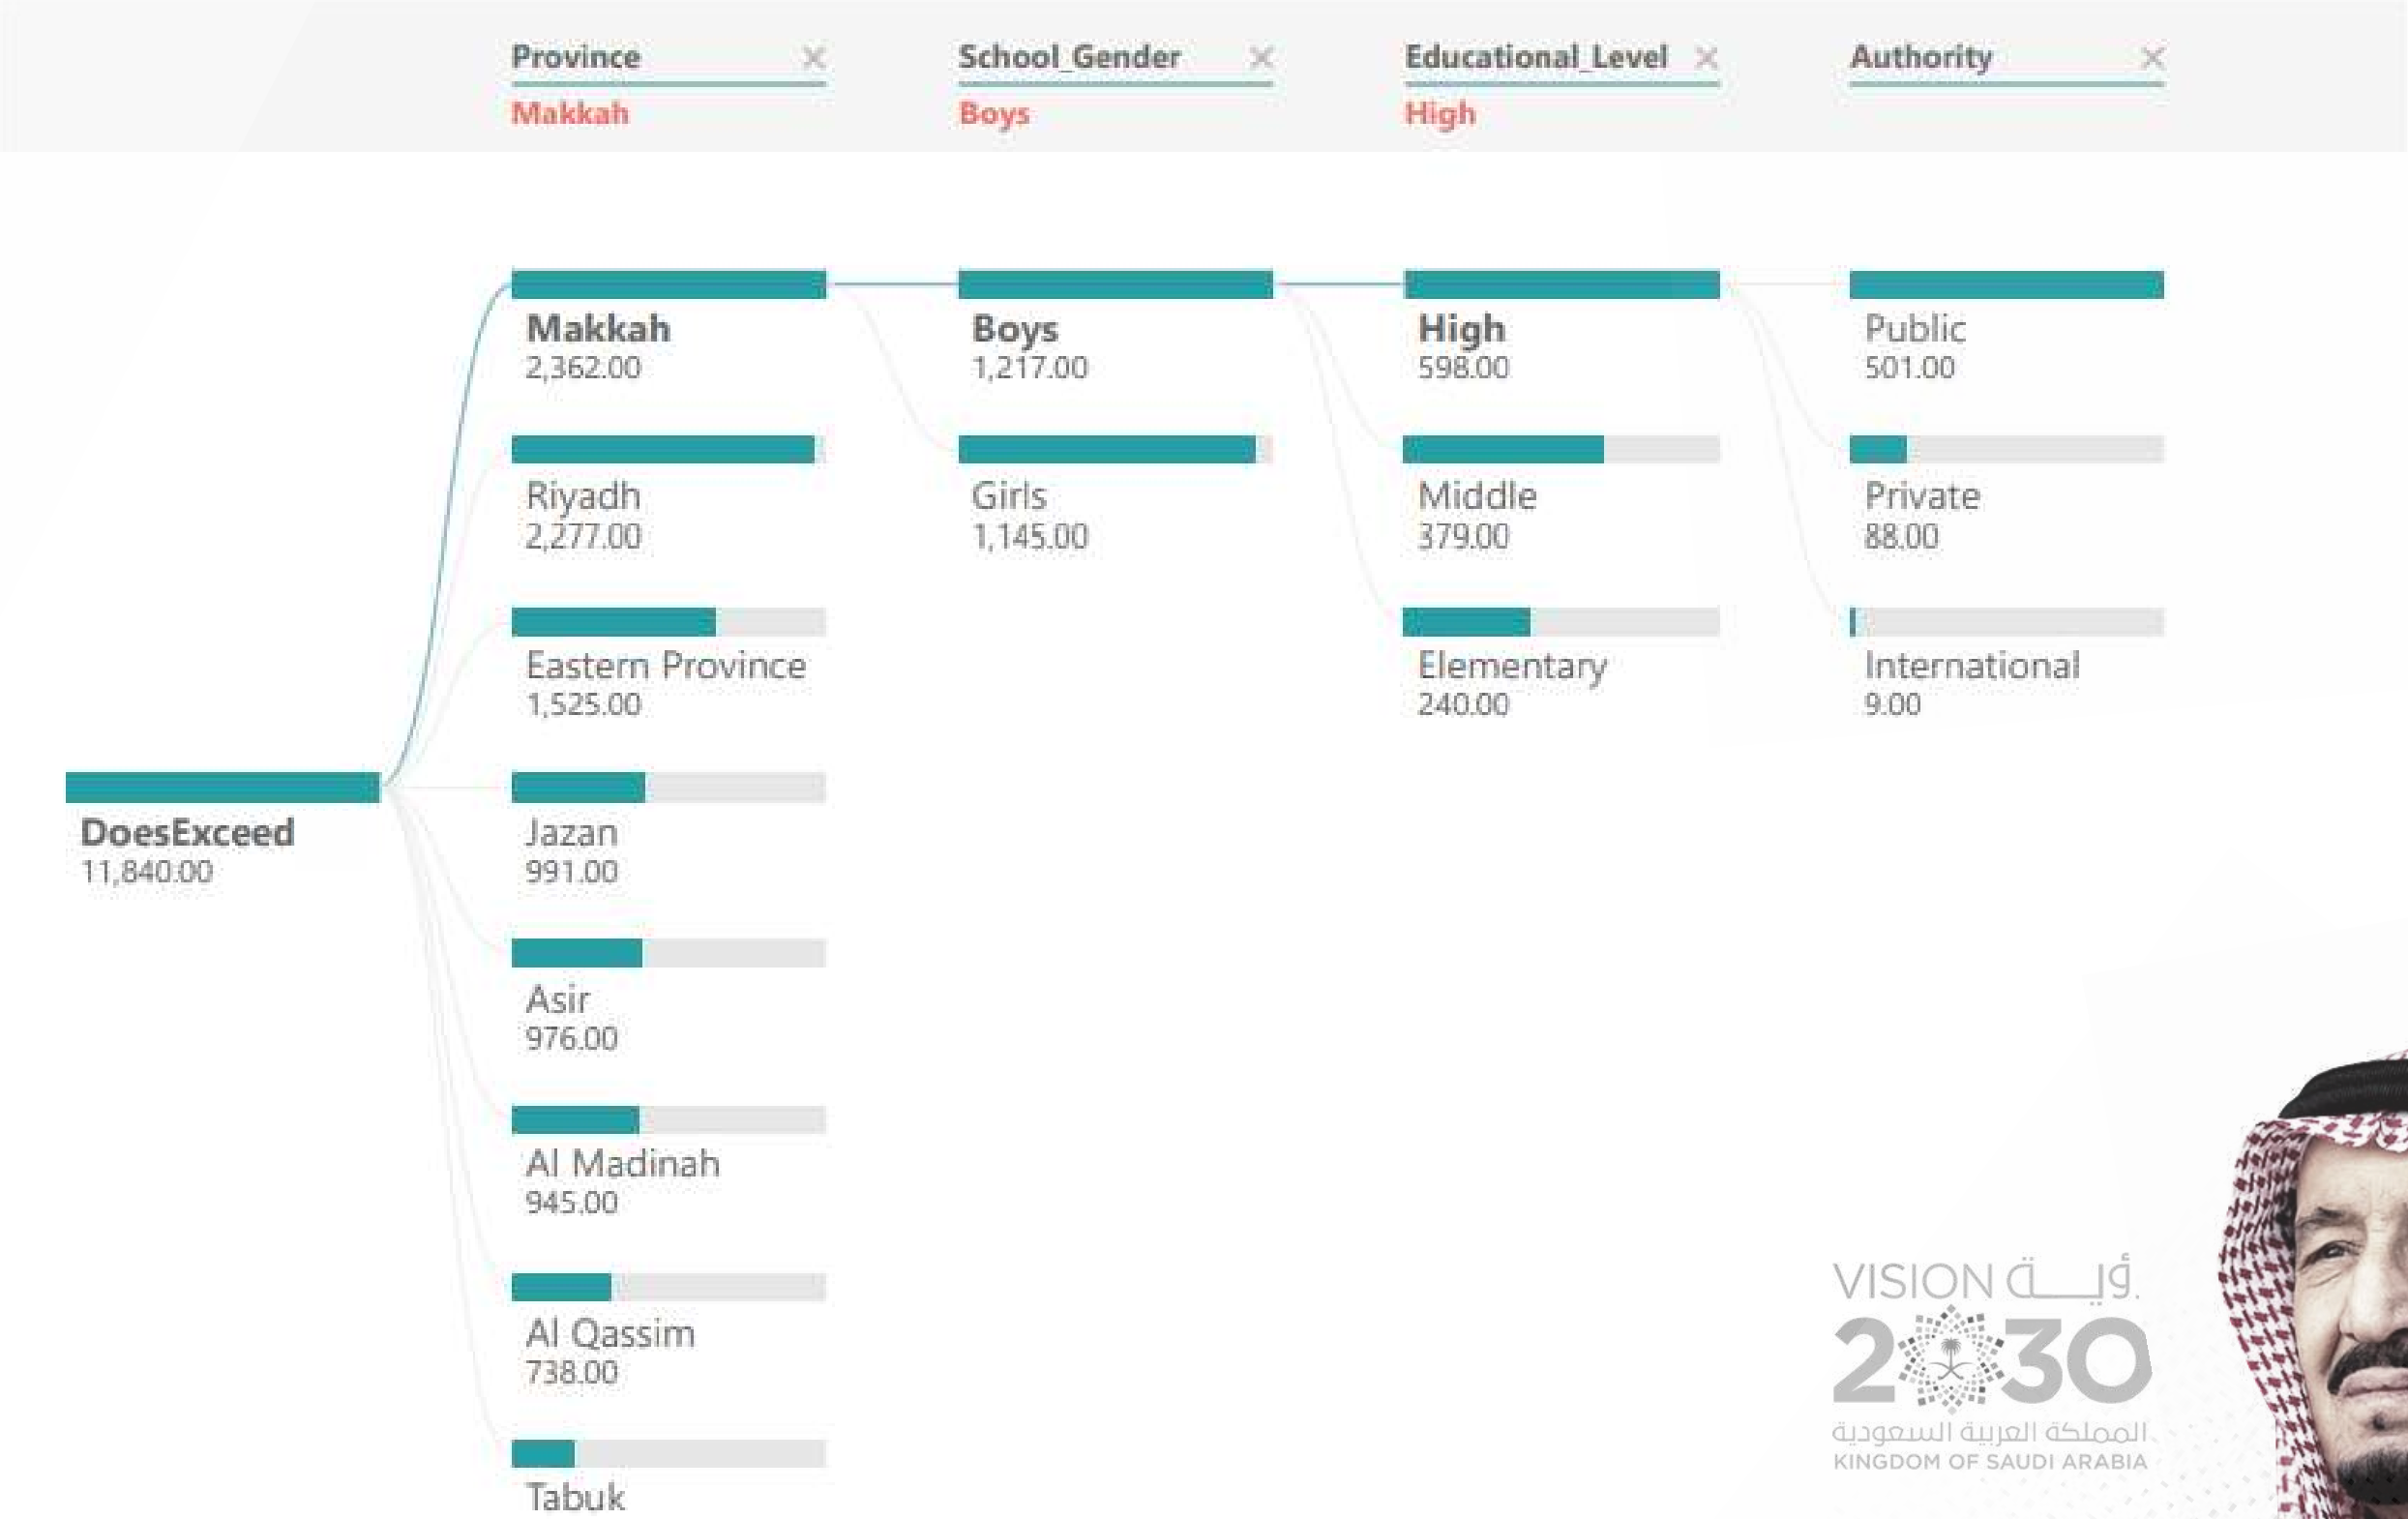 Province
School_Gender
Educational_Level
Authority
Makkah
Boys
High
Makkah
2,362.00
Boys
1,217.00
High
598.00
Public
501.00
Riyadh
2,277.00
Girls
1,145.00
Middle
379.00
Private
88.00
Eastern Province
1,525.00
Elementary
240.00
International
9.00
DoesExceed
11,840.00
Jazan
991.00
Asir
976.00
Al Madinah
945.00
Al Qassim
738.00
Tabuk
VISION
2030
المملكة العربية السعودية
KINGDOM OF SAUDI ARABIA